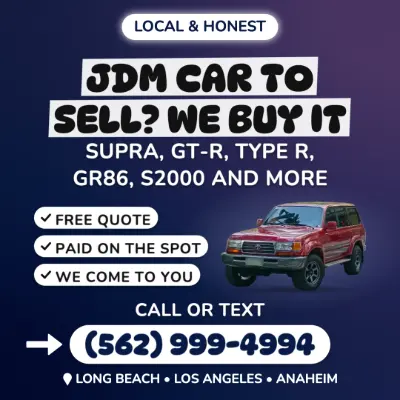 LOCAL & HONEST
JDM CAR TO
SELL? WE BUY IT
SUPRA, GT-R, TYPE R,
GR86, S2000 AND MORE
FREE QUOTE
PAID ON THE SPOT
WE COME TO YOU
CALL OR TEXT
(562) 999-4994
LONG BEACH • LOS ANGELES • ANAHEIM